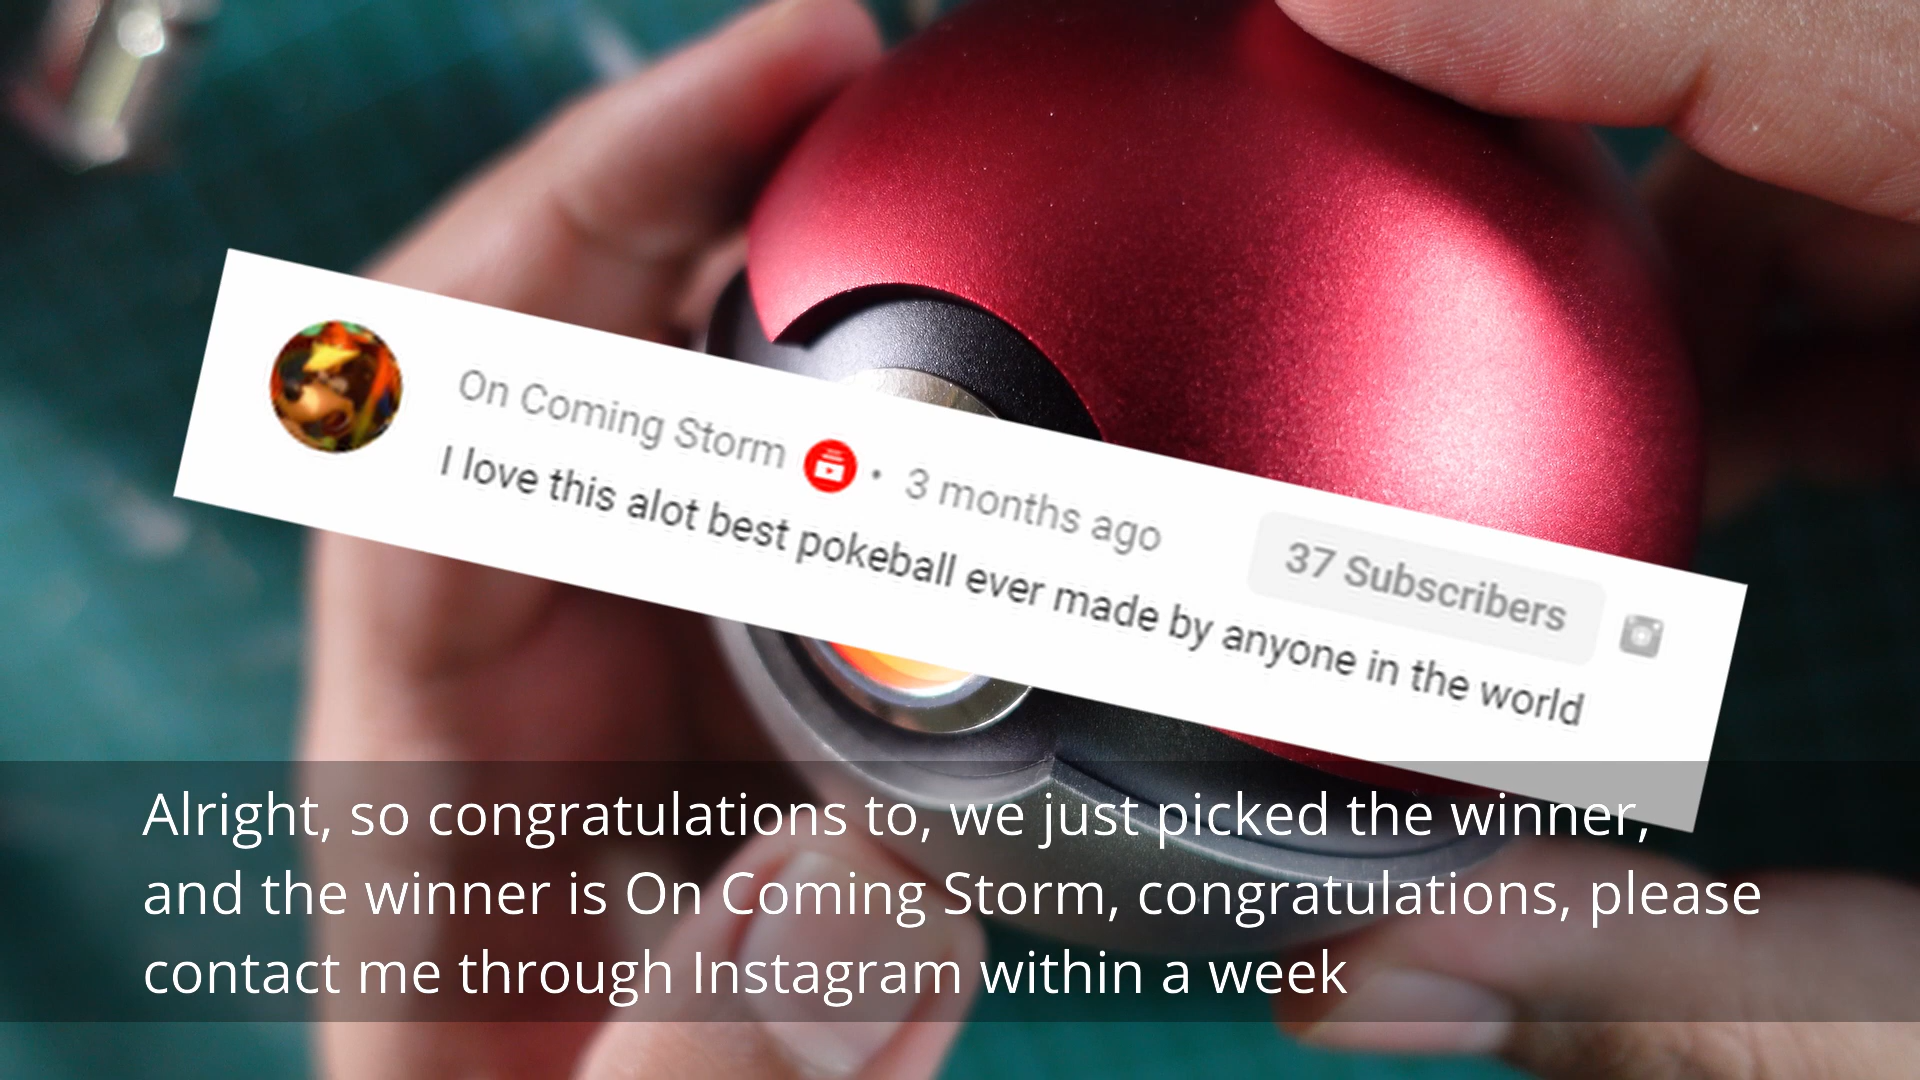 On Coming Storm • 3 months ago
37 Subscribers
I love this alot best pokeball ever made by anyone in the world
Alright, so congratulations to, we just picked the winner,
and the winner is On Coming Storm, congratulations, please
contact me through Instagram within a week